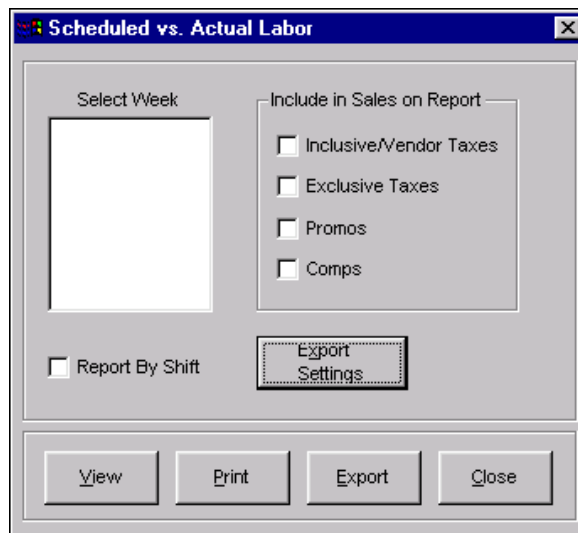 Scheduled vs. Actual Labor
Select Week
Include in Sales on Report
Inclusive/Vendor Taxes
Exclusive Taxes
Promos
Comps
Report By Shift
Export
Settings
View
Print
Export
Close